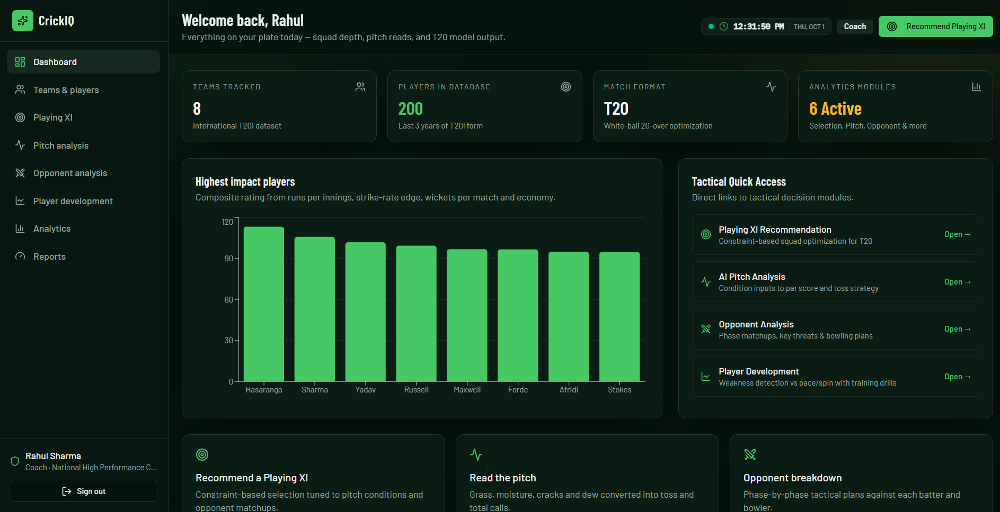 CrickIQ
Dashboard
Teams & players
Playing XI
Pitch analysis
Opponent analysis
Player development
Analytics
Reports
Rahul Sharma
Coach · National High Performance C...
Sign out
Welcome back, Rahul
Everything on your plate today — squad depth, pitch reads, and T20 model output.
12:31:50 PM THU, OCT 1
Coach
Recommend Playing XI
TEAMS TRACKED
8
International T20I dataset
PLAYERS IN DATABASE
200
Last 3 years of T20I form
MATCH FORMAT
T20
White-ball 20-over optimization
ANALYTICS MODULES
6 Active
Selection, Pitch, Opponent & more
Highest impact players
Composite rating from runs per innings, strike-rate edge, wickets per match and economy.
120
90
60
30
0
Hasaranga Sharma Yadav Russell Maxwell Forde Afridi Stokes
Tactical Quick Access
Direct links to tactical decision modules.
Playing XI Recommendation
Constraint-based squad optimization for T20
Open →
AI Pitch Analysis
Condition inputs to par score and toss strategy
Open →
Opponent Analysis
Phase matchups, key threats & bowling plans
Open →
Player Development
Weakness detection vs pace/spin with training drills
Open →
Recommend a Playing XI
Constraint-based selection tuned to pitch conditions and
opponent matchups.
Read the pitch
Grass, moisture, cracks and dew converted into toss and
total calls.
Opponent breakdown
Phase-by-phase tactical plans against each batter and
bowler.